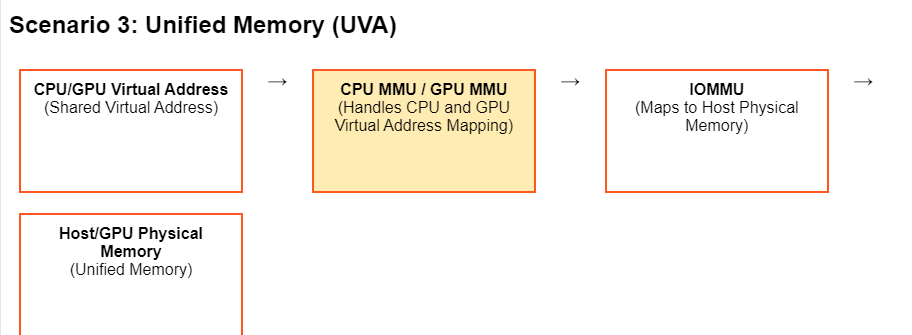 Scenario 3: Unified Memory (UVA)
CPU/GPU Virtual Address
(Shared Virtual Address)
→
CPU MMU / GPU MMU
(Handles CPU and GPU
Virtual Address Mapping)
→
IOMMU
(Maps to Host Physical
Memory)
→
Host/GPU Physical
Memory
(Unified Memory)